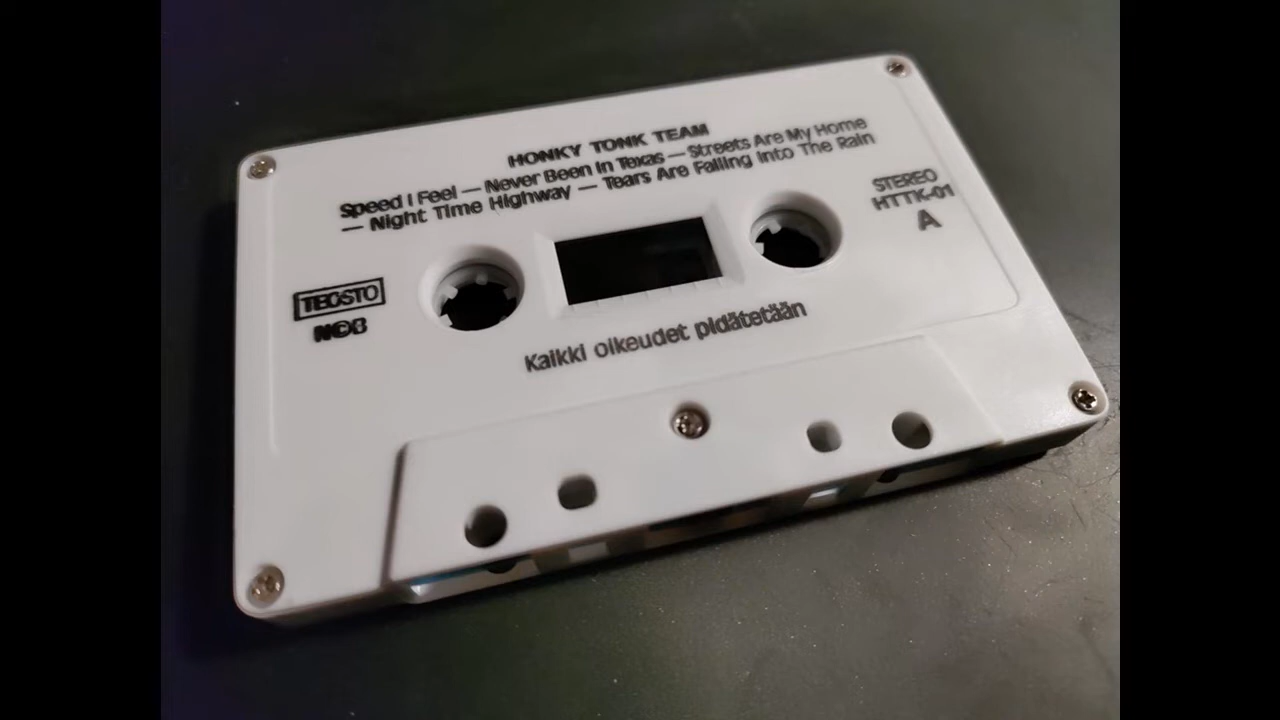 HONKY TONK TEAM
Speed I Feel — Never Been In Texas — Streets Are My Home
— Night Time Highway — Tears Are Falling Into The Rain
STEREO
HTTK-01
A
TEOSTO
NCB
Kaikki oikeudet pidätetään